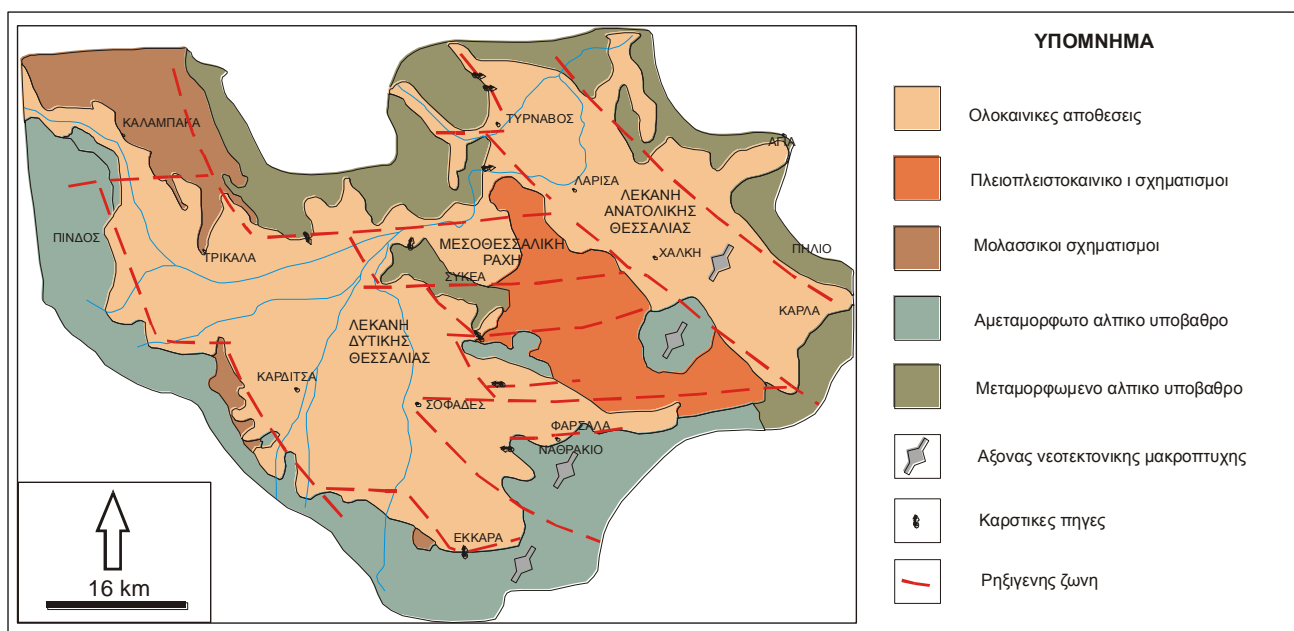 ΥΠΟΜΝΗΜΑ
Ολοκαινικες αποθεσεις
Πλειοπλειστοκαινικο ι σχηματισμοι
Μολασσικοι σχηματισμοι
Αμεταμορφωτο αλπικο υποβαθρο
Μεταμορφωμενο αλπικο υποβαθρο
Αξονας νεοτεκτονικης μακροπτυχης
Καρστικες πηγες
Ρηξιγενης ζωνη
ΚΑΛΑΜΠΑΚΑ
ΤΥΡΝΑΒΟΣ
ΑΓΙΑ
ΛΑΡΙΣΑ
ΛΕΚΑΝΗ
ΑΝΑΤΟΛΙΚΗΣ
ΘΕΣΣΑΛΙΑΣ
ΠΙΝΔΟΣ
ΤΡΙΚΑΛΑ
ΜΕΣΟΘΕΣΣΑΛΙΚΗ
ΡΑΧΗ
ΧΑΛΚΗ
ΠΗΛΙΟ
ΣΥΚΕΑ
ΚΑΡΛΑ
ΛΕΚΑΝΗ
ΔΥΤΙΚΗΣ
ΘΕΣΣΑΛΙΑΣ
ΚΑΡΔΙΤΣΑ
ΣΟΦΑΔΕΣ
ΦΑΡΣΑΛΑ
ΝΑΘΡΑΚΙΟ
ΕΚΚΑΡΑ
16 km